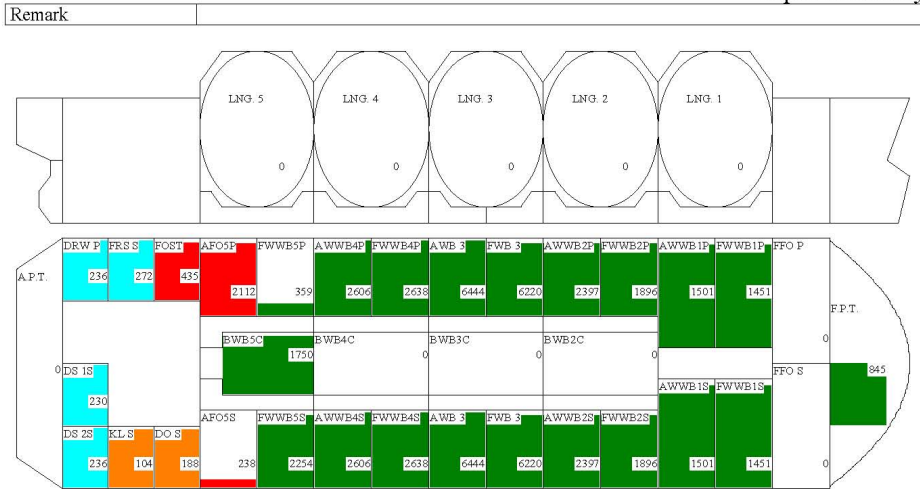 Remark
LNG. 5 LNG. 4 LNG. 3 LNG. 2 LNG. 1
0 0 0 0 0
DRW P FRS S FOST AFO5P FWWB5P AWWB4P FWWB4P AWB 3 FWB 3 AWWB2P FWWB2P AWWB1P FWWB1P FFO P
A.P.T. 236 272 435 2112 359 2606 2638 6444 6220 2397 1896 1501 1451
F.P.T.
BWB5C BWB4C BWB3C BWB2C 0
1750 0 0 0
0 DS 1S FFO S 845
230
AWWB1S FWWB1S
AFO5S FWWB5S AWWB4S FWWB4S AWB 3 FWB 3 AWWB2S FWWB2S
DS 2S KL S DO S
236 104 188 238 2254 2606 2638 6444 6220 2397 1896 1501 1451 0